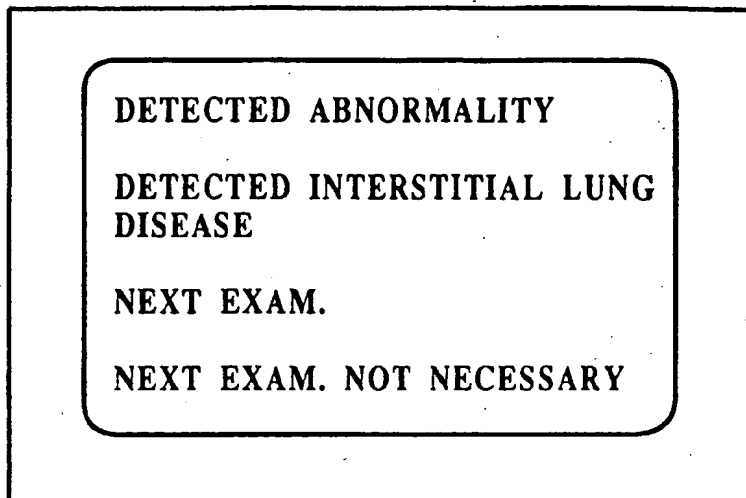 DETECTED ABNORMALITY
DETECTED INTERSTITIAL LUNG
DISEASE
NEXT EXAM.
NEXT EXAM. NOT NECESSARY